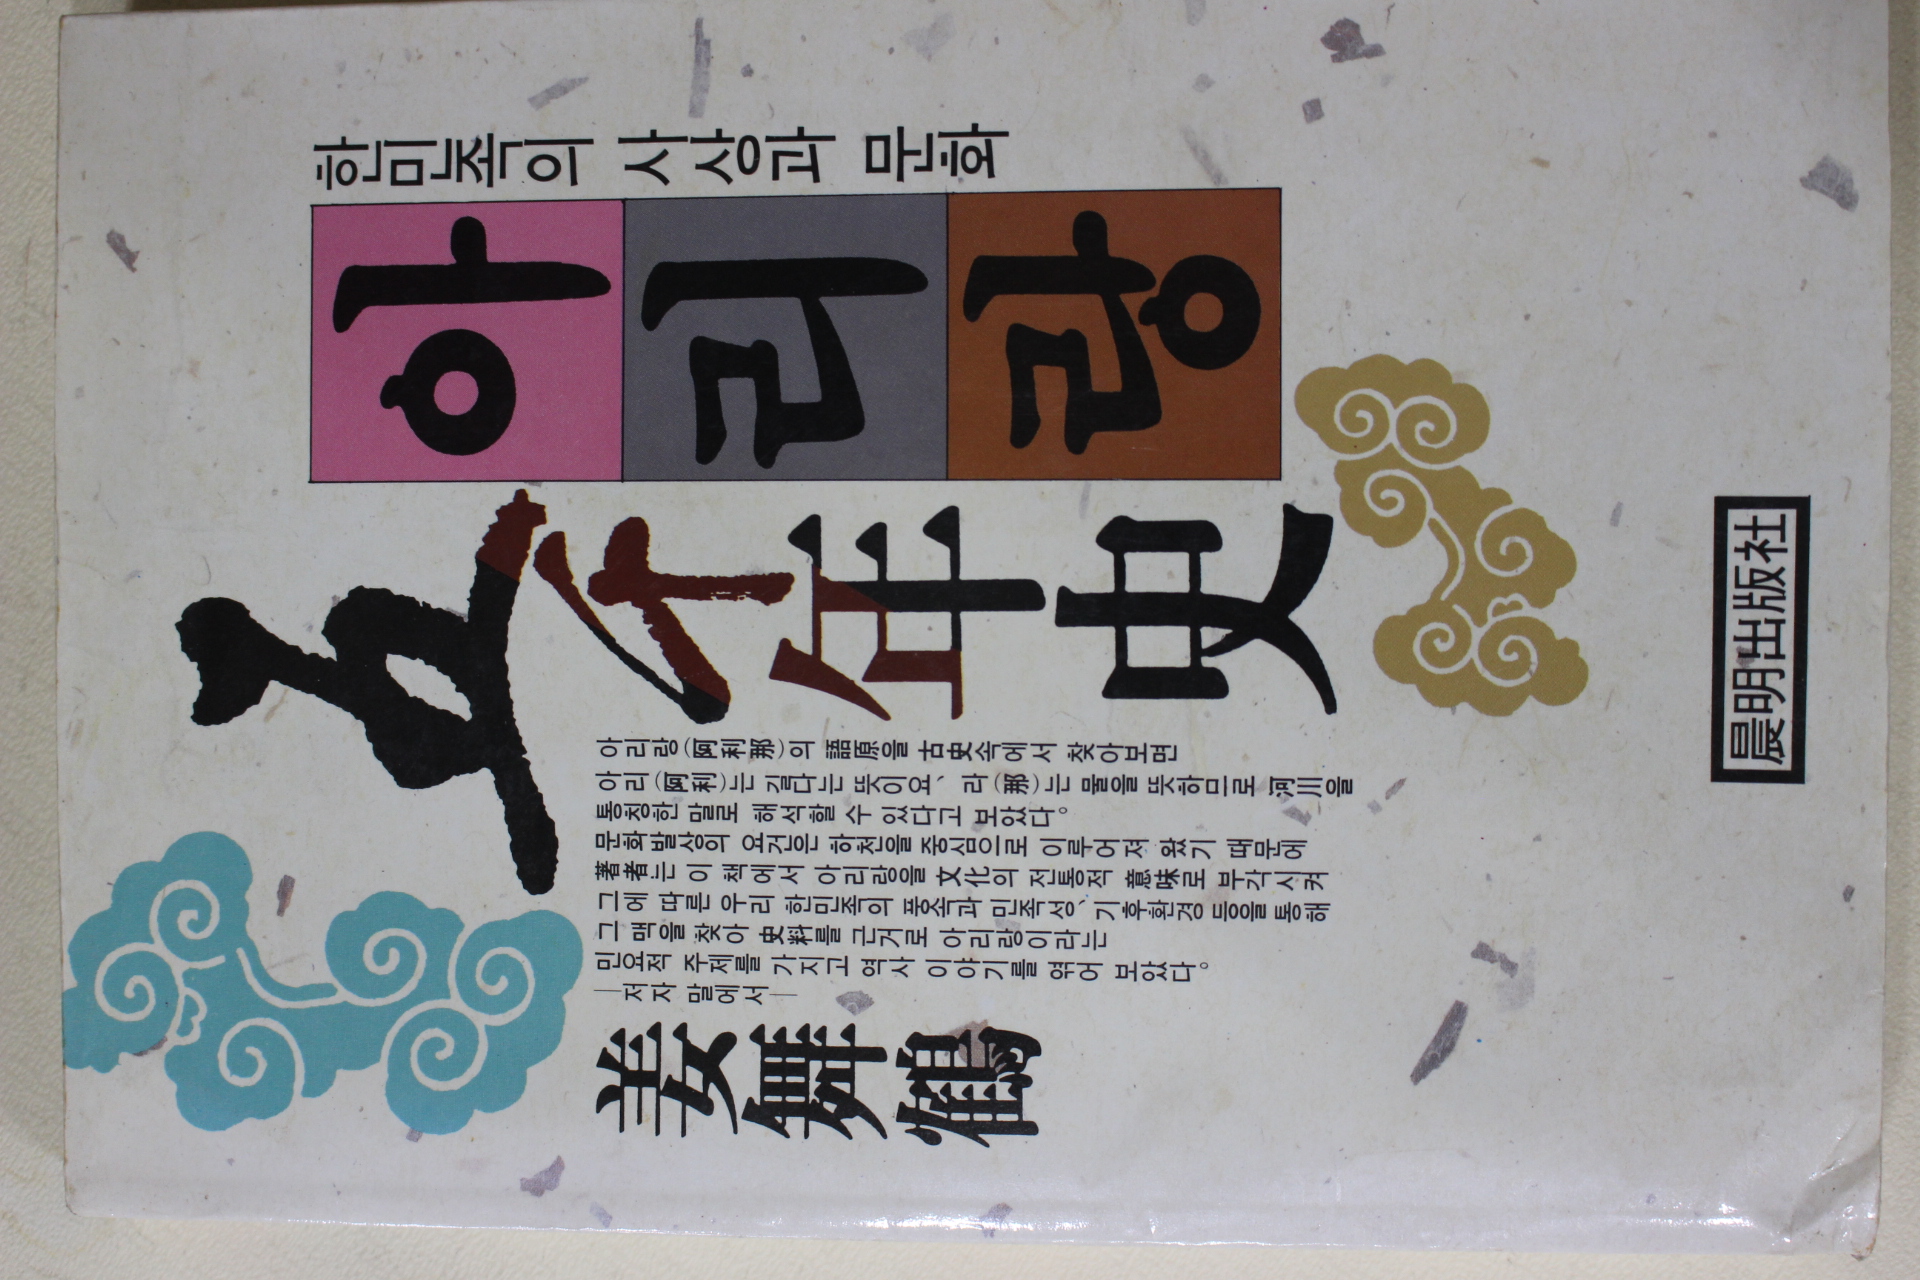 한민족의 사상과 문화
아리랑
五千年史
아리랑(阿利那)의 語原을 古史속에서 찾아보면
아리(阿利)는 길다는 뜻이요、 라(那)는 물을 뜻하므로 河川을
통칭한 말로 해석할 수 있다고 보았다。
문화발상의 요건은 하천을 중심으로 이루어져 왔기 때문에
著者는 이 책에서 아리랑을 文化의 전통적 意味로 부각시켜
그에 따른 우리 한민족의 풍속과 민족성、 기후환경 등을 통해
그 맥을 찾아 史料를 근거로 아리랑이라는
민요적 주제를 가지고 역사 이야기를 엮어 보았다。
—저자 말에서—
姜舞鶴
晨明出版社